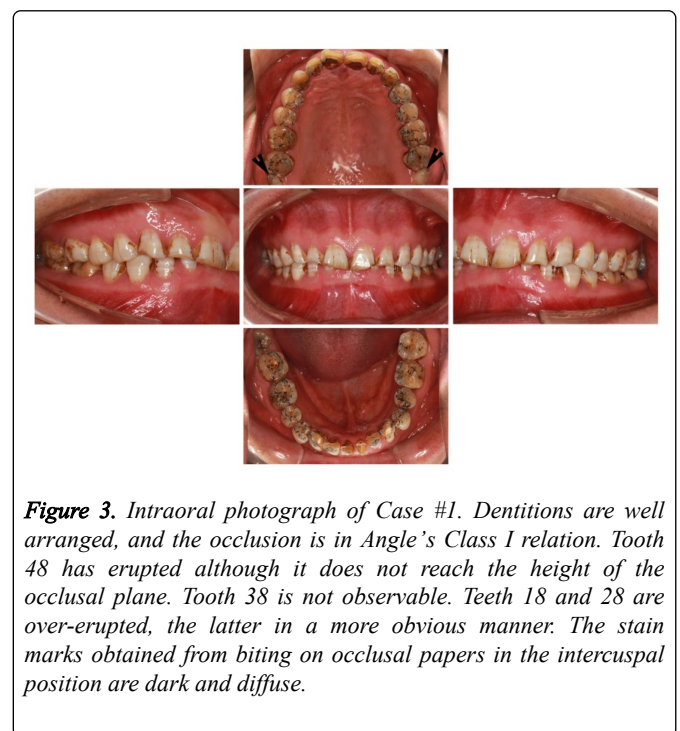 Figure 3. Intraoral photograph of Case #1. Dentitions are well
arranged, and the occlusion is in Angle’s Class I relation. Tooth
48 has erupted although it does not reach the height of the
occlusal plane. Tooth 38 is not observable. Teeth 18 and 28 are
over-erupted, the latter in a more obvious manner. The stain
marks obtained from biting on occlusal papers in the intercuspal
position are dark and diffuse.